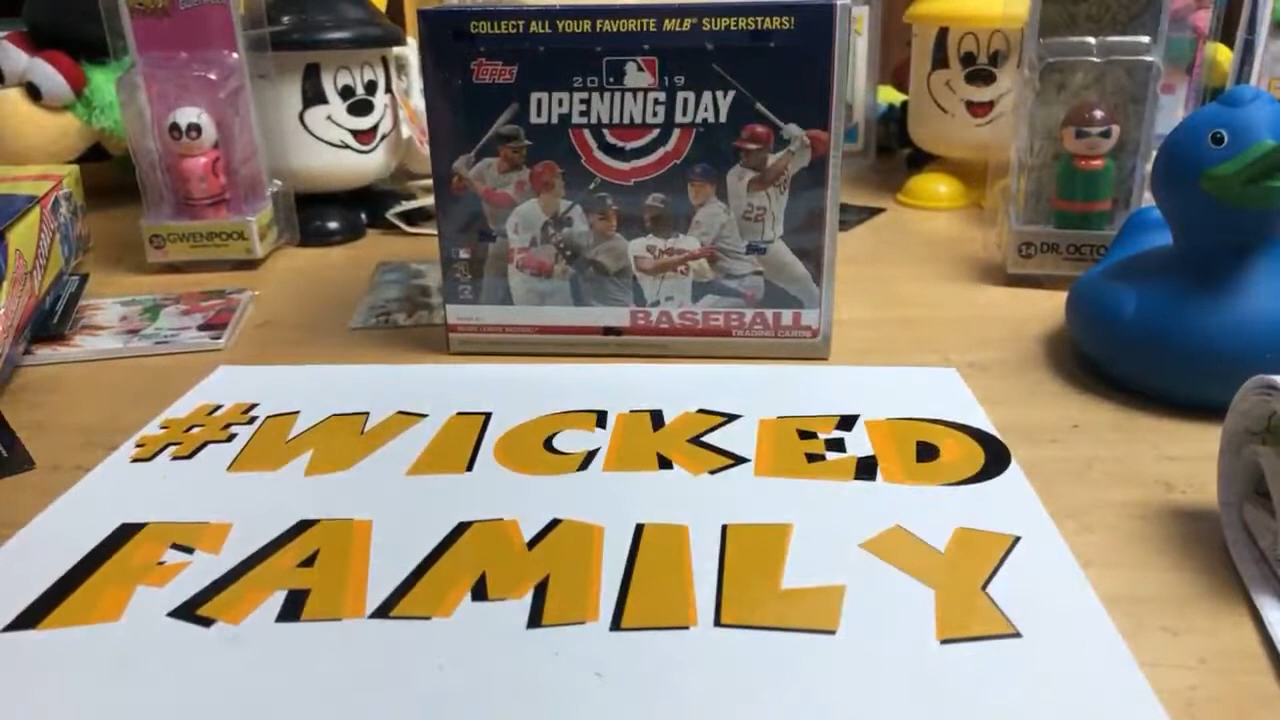 COLLECT ALL YOUR FAVORITE MLB® SUPERSTARS!
Topps
2019
OPENING DAY
22
BASEBALL
TRADING CARDS
GWENPOOL
DR. OCTO
#WICKED
FAMILY